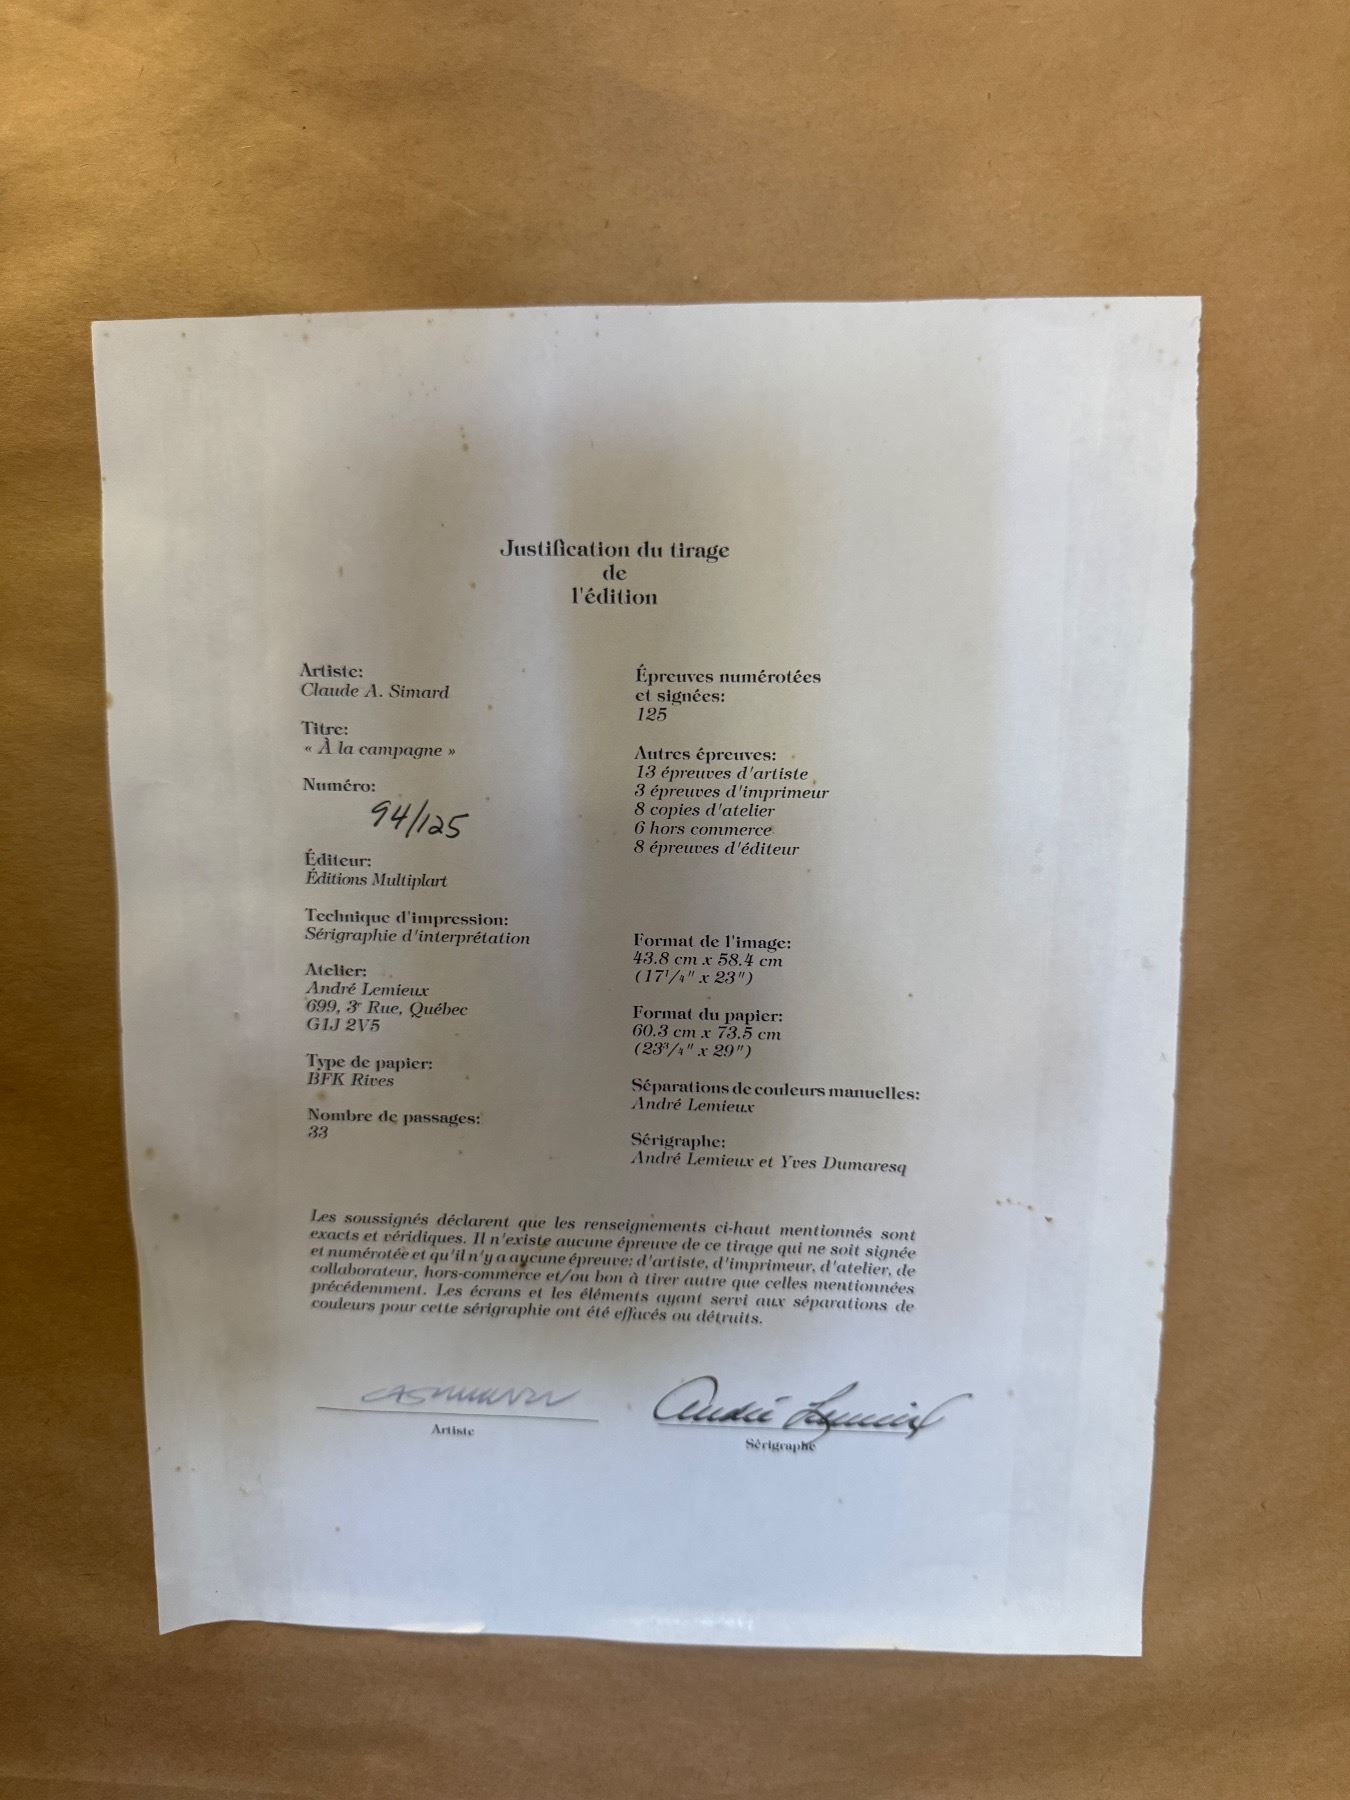 Justification du tirage
de
l'édition
Artiste:
Claude A. Simard
Titre:
« À la campagne »
Numéro:
94/125
Éditeur:
Éditions Multiplart
Technique d'impression:
Sérigraphie d'interprétation
Atelier:
André Lemieux
699, 3e Rue, Québec
G1J 2V5
Type de papier:
BFK Rives
Nombre de passages:
33
Épreuves numérotées
et signées:
125
Autres épreuves:
13 épreuves d'artiste
3 épreuves d'imprimeur
8 copies d'atelier
6 hors commerce
8 épreuves d'éditeur
Format de l'image:
43.8 cm x 58.4 cm
(17 1/4" x 23")
Format du papier:
60.3 cm x 73.5 cm
(23 3/4" x 29")
Séparations de couleurs manuelles:
André Lemieux
Sérigraphe:
André Lemieux et Yves Dumaresq
Les soussignés déclarent que les renseignements ci-haut mentionnés sont
exacts et véridiques. Il n'existe aucune épreuve de ce tirage qui ne soit signée
et numérotée et qu'il n'y a aucune épreuve: d'artiste, d'imprimeur, d'atelier, de
collaborateur, hors-commerce et/ou bon à tirer autre que celles mentionnées
précédemment. Les écrans et les éléments ayant servi aux séparations de
couleurs pour cette sérigraphie ont été effacés ou détruits.
Artiste
André Lemieux
Sérigraphe